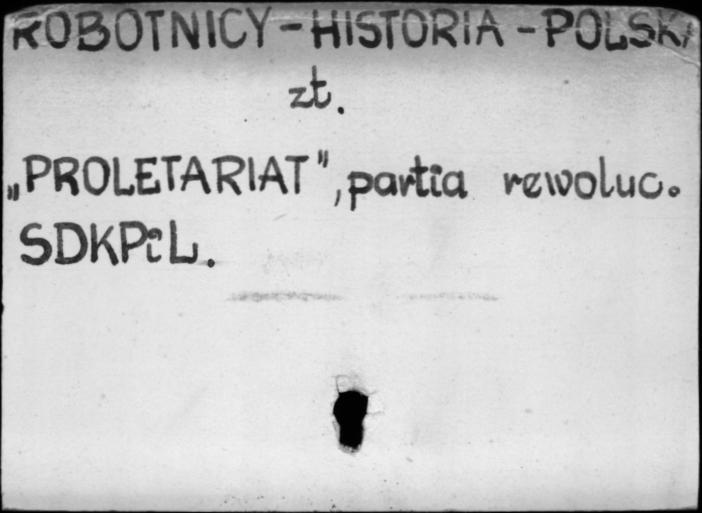 ROBOTNICY - HISTORIA - POLSKI
zt.
„PROLETARIAT”, partia rewoluc.
SDKPiL.